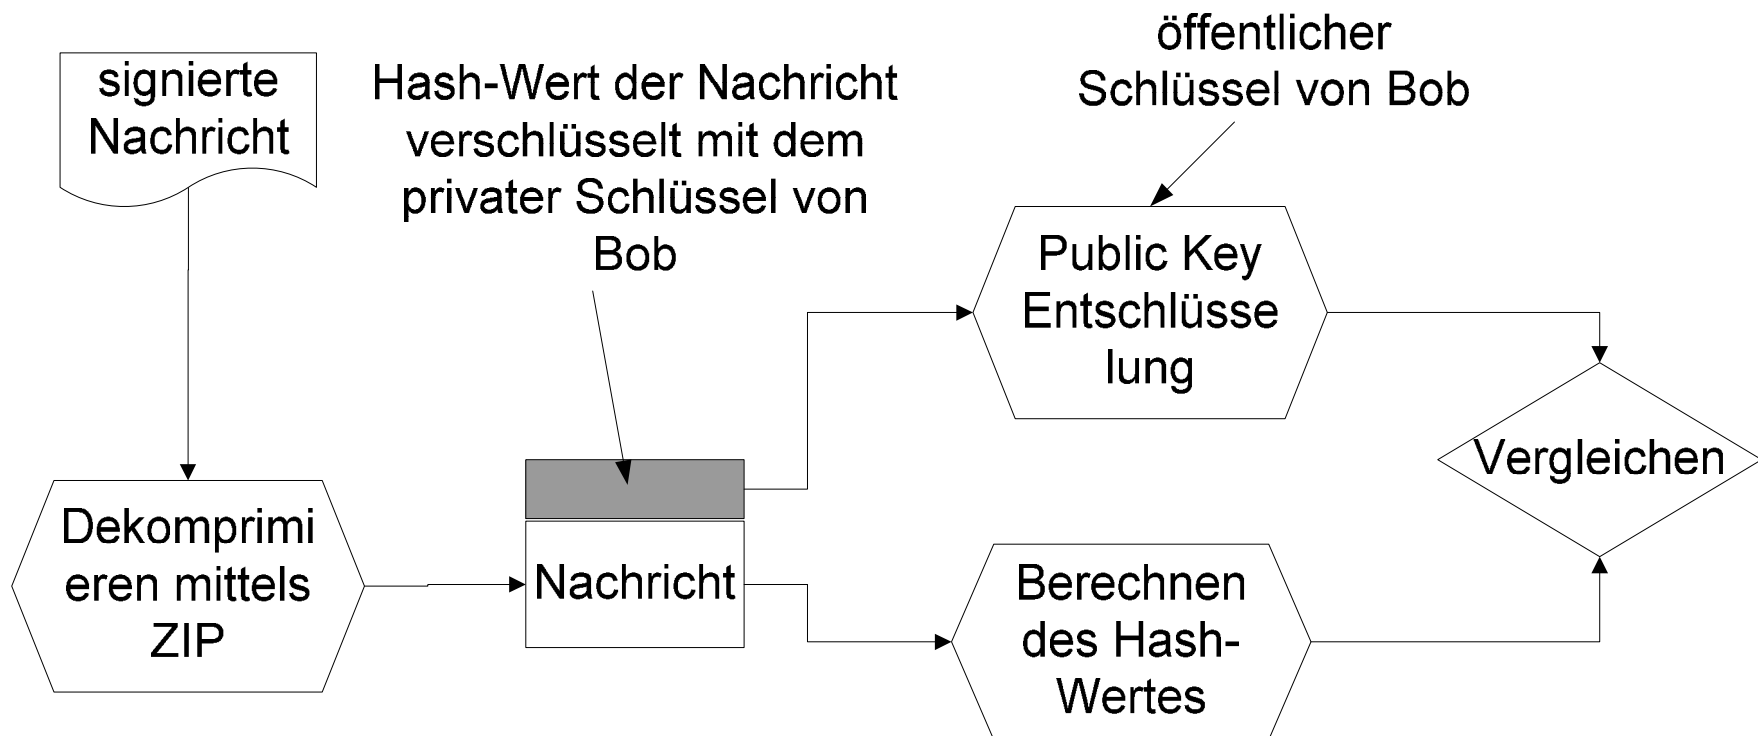 signierte
Nachricht
Hash-Wert der Nachricht
verschlüsselt mit dem
privater Schlüssel von
Bob
öffentlicher
Schlüssel von Bob
Public Key
Entschlüsse
lung
Vergleichen
Dekomprimi
eren mittels
ZIP
Nachricht
Berechnen
des Hash-
Wertes